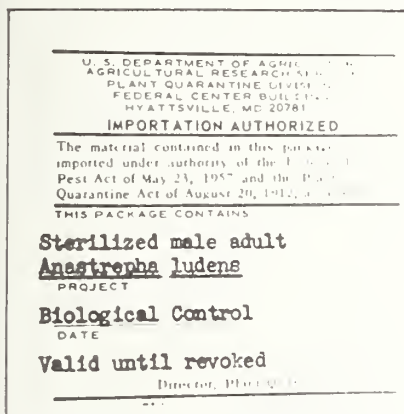 U. S. DEPARTMENT OF
AGRICULTURAL RESEARCH
PLANT QUARANTINE
FEDERAL CENTER
HYATTSVILLE, MD 20781
IMPORTATION AUTHORIZED
The material contained in this
imported under authority of the
Pest Act of May 23, 1957 and the
Quarantine Act of August 20, 1912,
THIS PACKAGE CONTAINS
Sterilized male adult
Anastrepha ludens
PROJECT
Biological Control
DATE
Valid until revoked
Director,